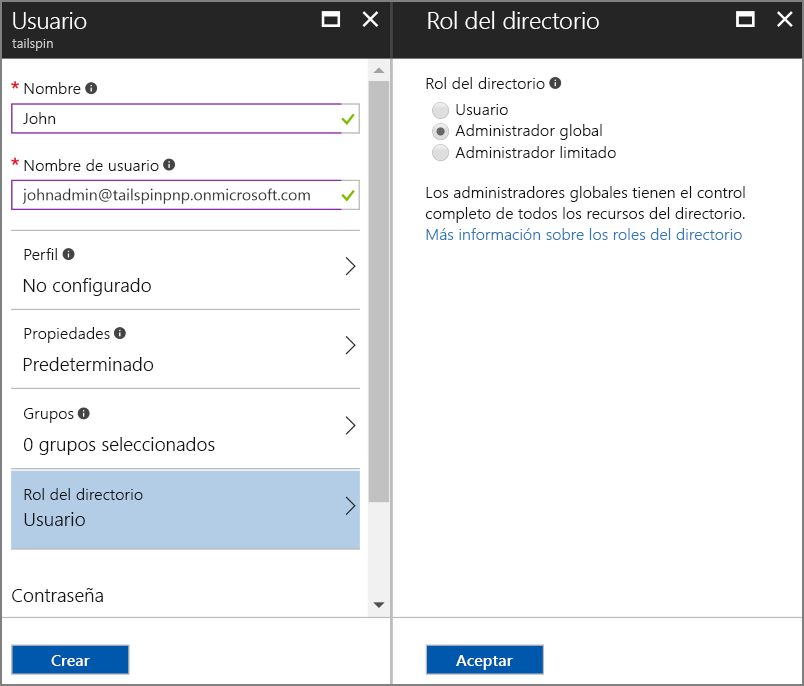 Usuario
tailspin
* Nombre
John
* Nombre de usuario
johnadmin@tailspinpnp.onmicrosoft.com
Perfil
No configurado
Propiedades
Predeterminado
Grupos
0 grupos seleccionados
Rol del directorio
Usuario
Contraseña
Crear
Rol del directorio
Rol del directorio
Usuario
Administrador global
Administrador limitado
Los administradores globales tienen el control
completo de todos los recursos del directorio.
Más información sobre los roles del directorio
Aceptar